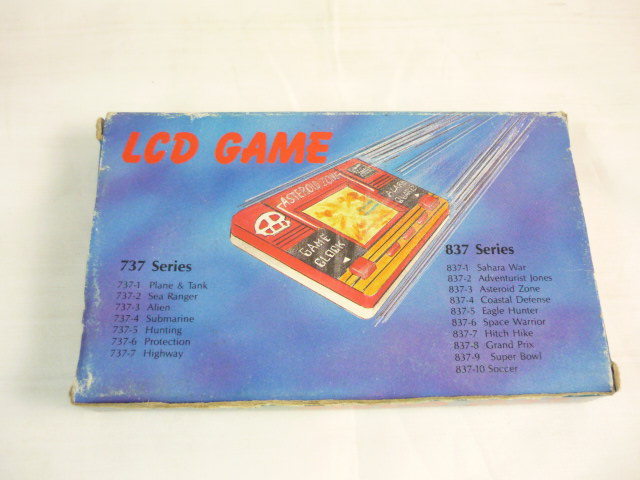 LCD GAME
ASTEROID ZONE
GAME
CLOCK
ALARM
737 Series
737-1 Plane & Tank
737-2 Sea Ranger
737-3 Alien
737-4 Submarine
737-5 Hunting
737-6 Protection
737-7 Highway
837 Series
837-1 Sahara War
837-2 Adventurist Jones
837-3 Asteroid Zone
837-4 Coastal Defense
837-5 Eagle Hunter
837-6 Space Warrior
837-7 Hitch Hike
837-8 Grand Prix
837-9 Super Bowl
837-10 Soccer